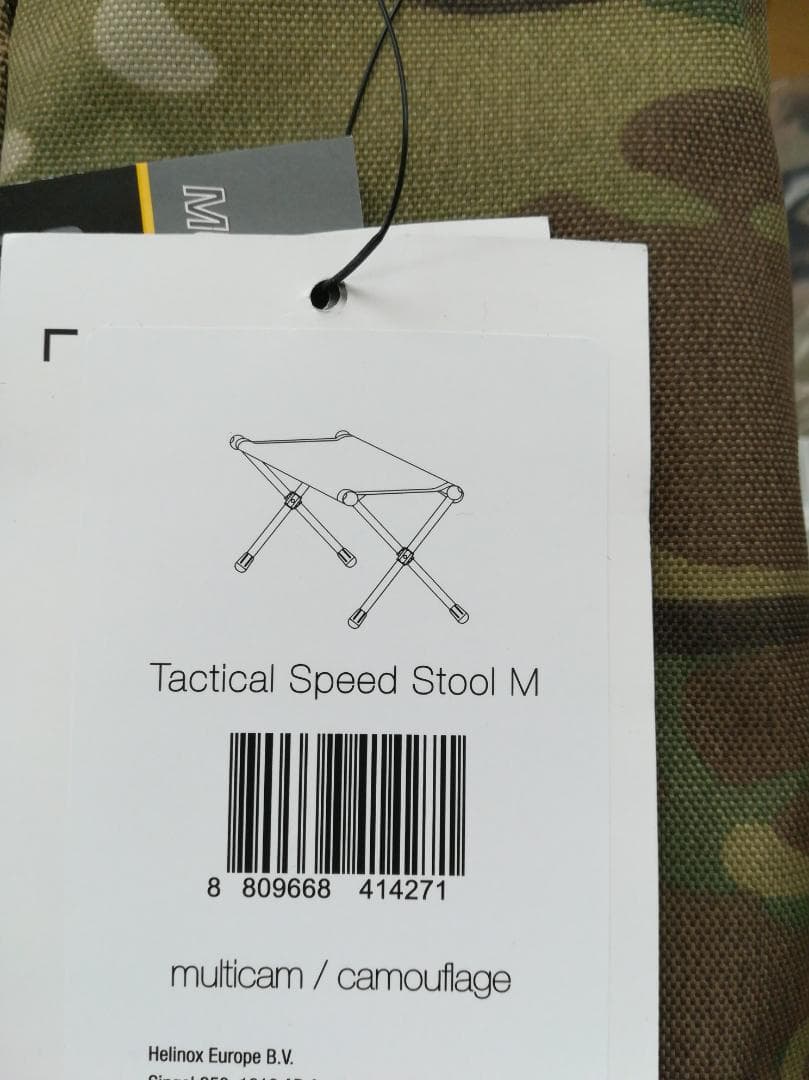 Tactical Speed Stool M
8 809668 414271
multicam / camouflage
Helinox Europe B.V.